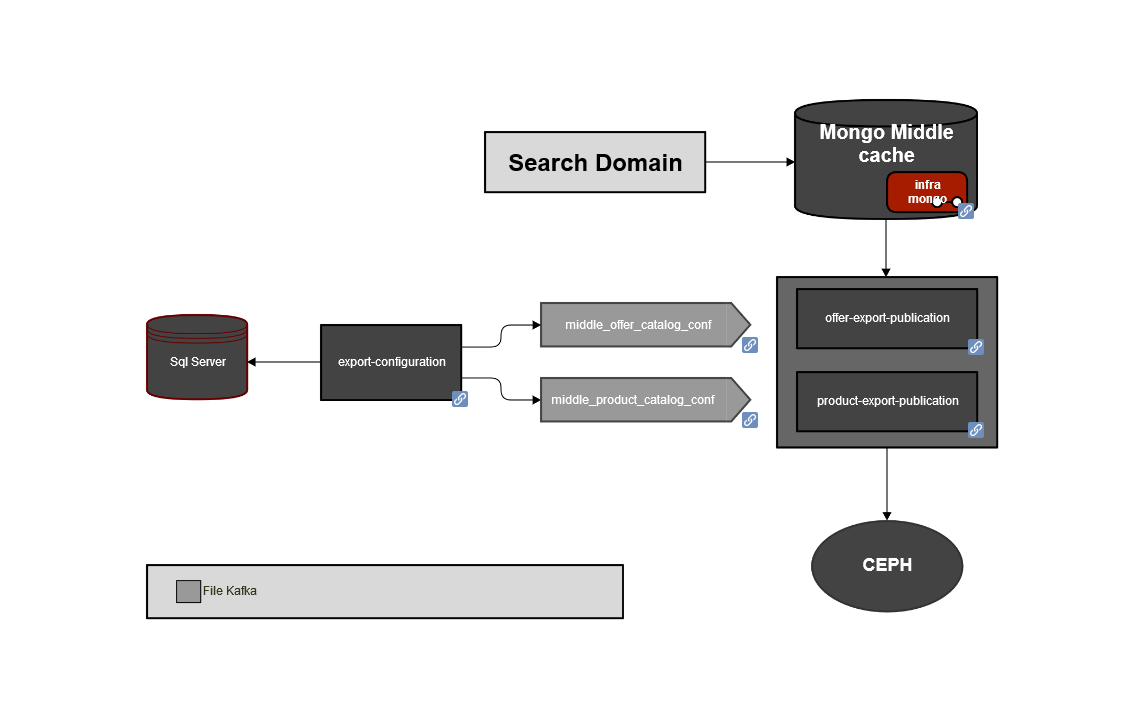 Search Domain
Mongo Middle
cache
infra
mongo
offer-export-publication
product-export-publication
middle_offer_catalog_conf
middle_product_catalog_conf
export-configuration
Sql Server
CEPH
File Kafka